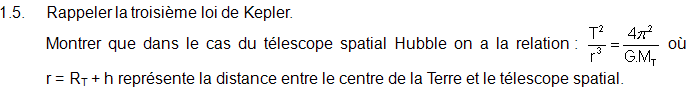 1.5. Rappeler la troisième loi de Kepler.
Montrer que dans le cas du télescope spatial Hubble on a la relation : T²/r³ = 4π²/G.M_T où
r = R_T + h représente la distance entre le centre de la Terre et le télescope spatial.